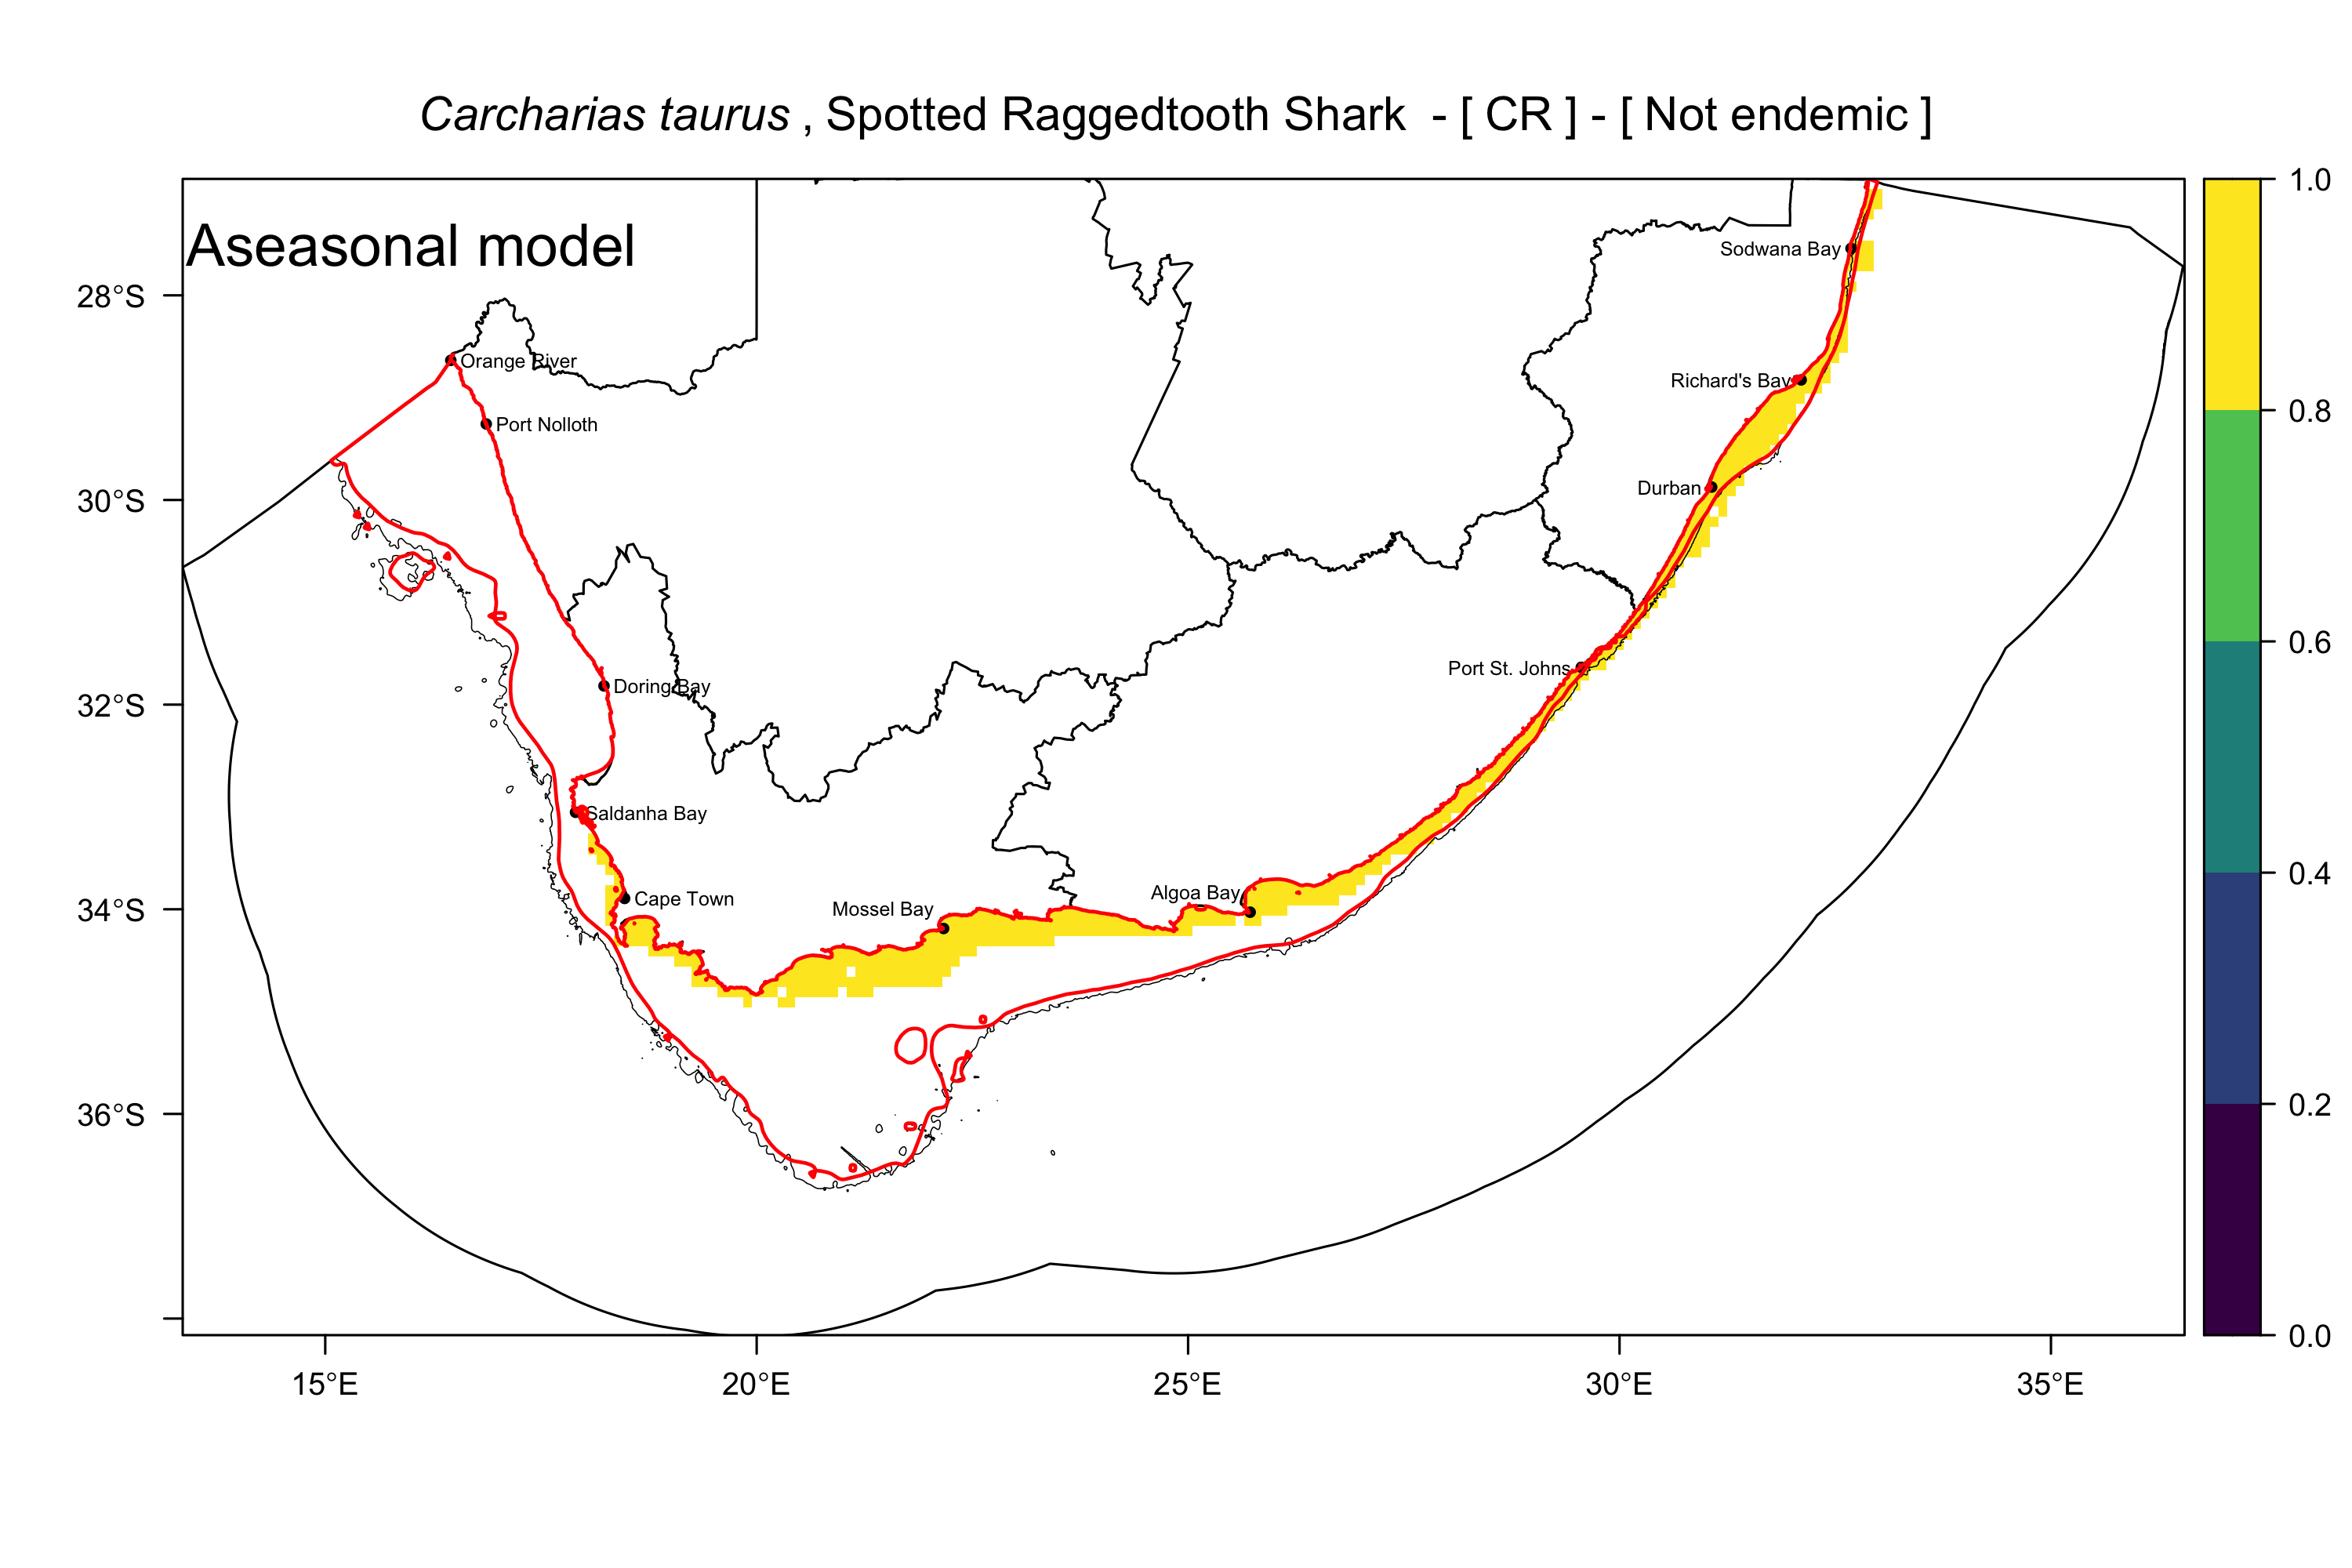 Carcharias taurus , Spotted Raggedtooth Shark - [ CR ] - [ Not endemic ]
Aseasonal model
Sodwana Bay
Orange River
Richard's Bay
Port Nolloth
Durban
Port St. Johns
Doring Bay
Saldanha Bay
Cape Town
Algoa Bay
Mossel Bay
28°S
30°S
32°S
34°S
36°S
15°E
20°E
25°E
30°E
35°E
1.0
0.8
0.6
0.4
0.2
0.0